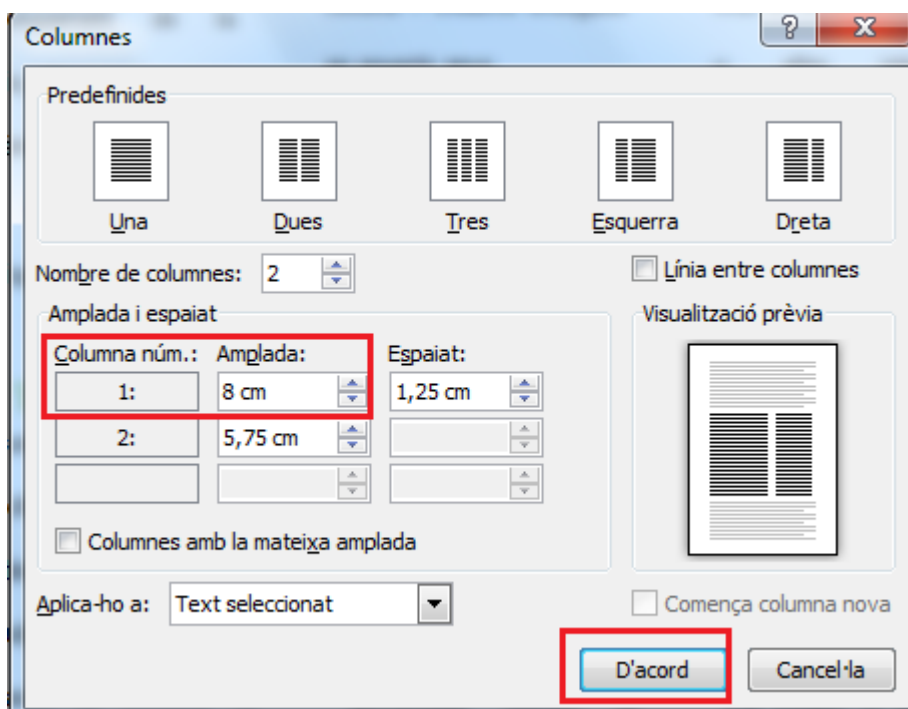 Columnes
Predefinides
Una Dues Tres Esquerra Dreta
Nombre de columnes: 2 Línia entre columnes
Amplada i espaiat Visualització prèvia
Columna núm.: Amplada: Espaiat:
1: 8 cm 1,25 cm
2: 5,75 cm
Columnes amb la mateixa amplada
Aplica-ho a: Text seleccionat Comença columna nova
D'acord Cancel·la